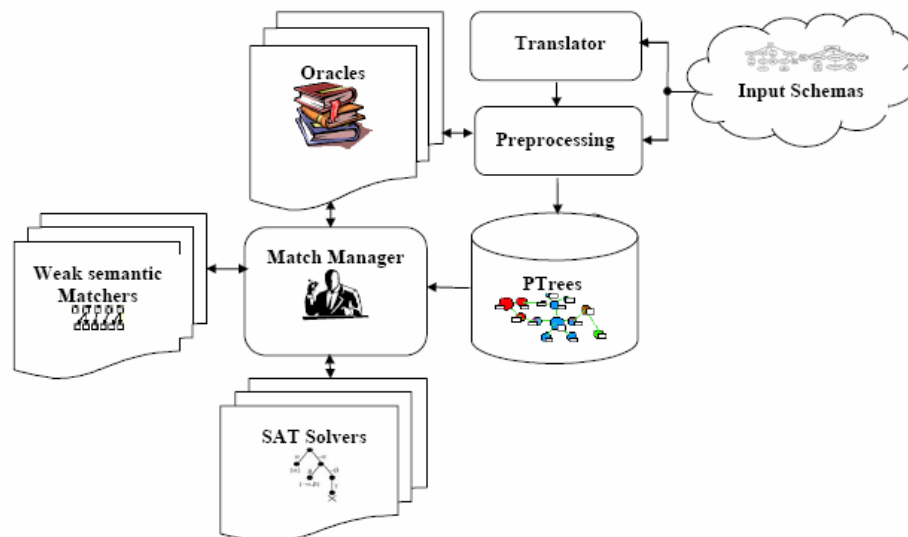 Translator
Oracles
Input Schemas
Preprocessing
Match Manager
Weak semantic
Matchers
PTrees
SAT Solvers